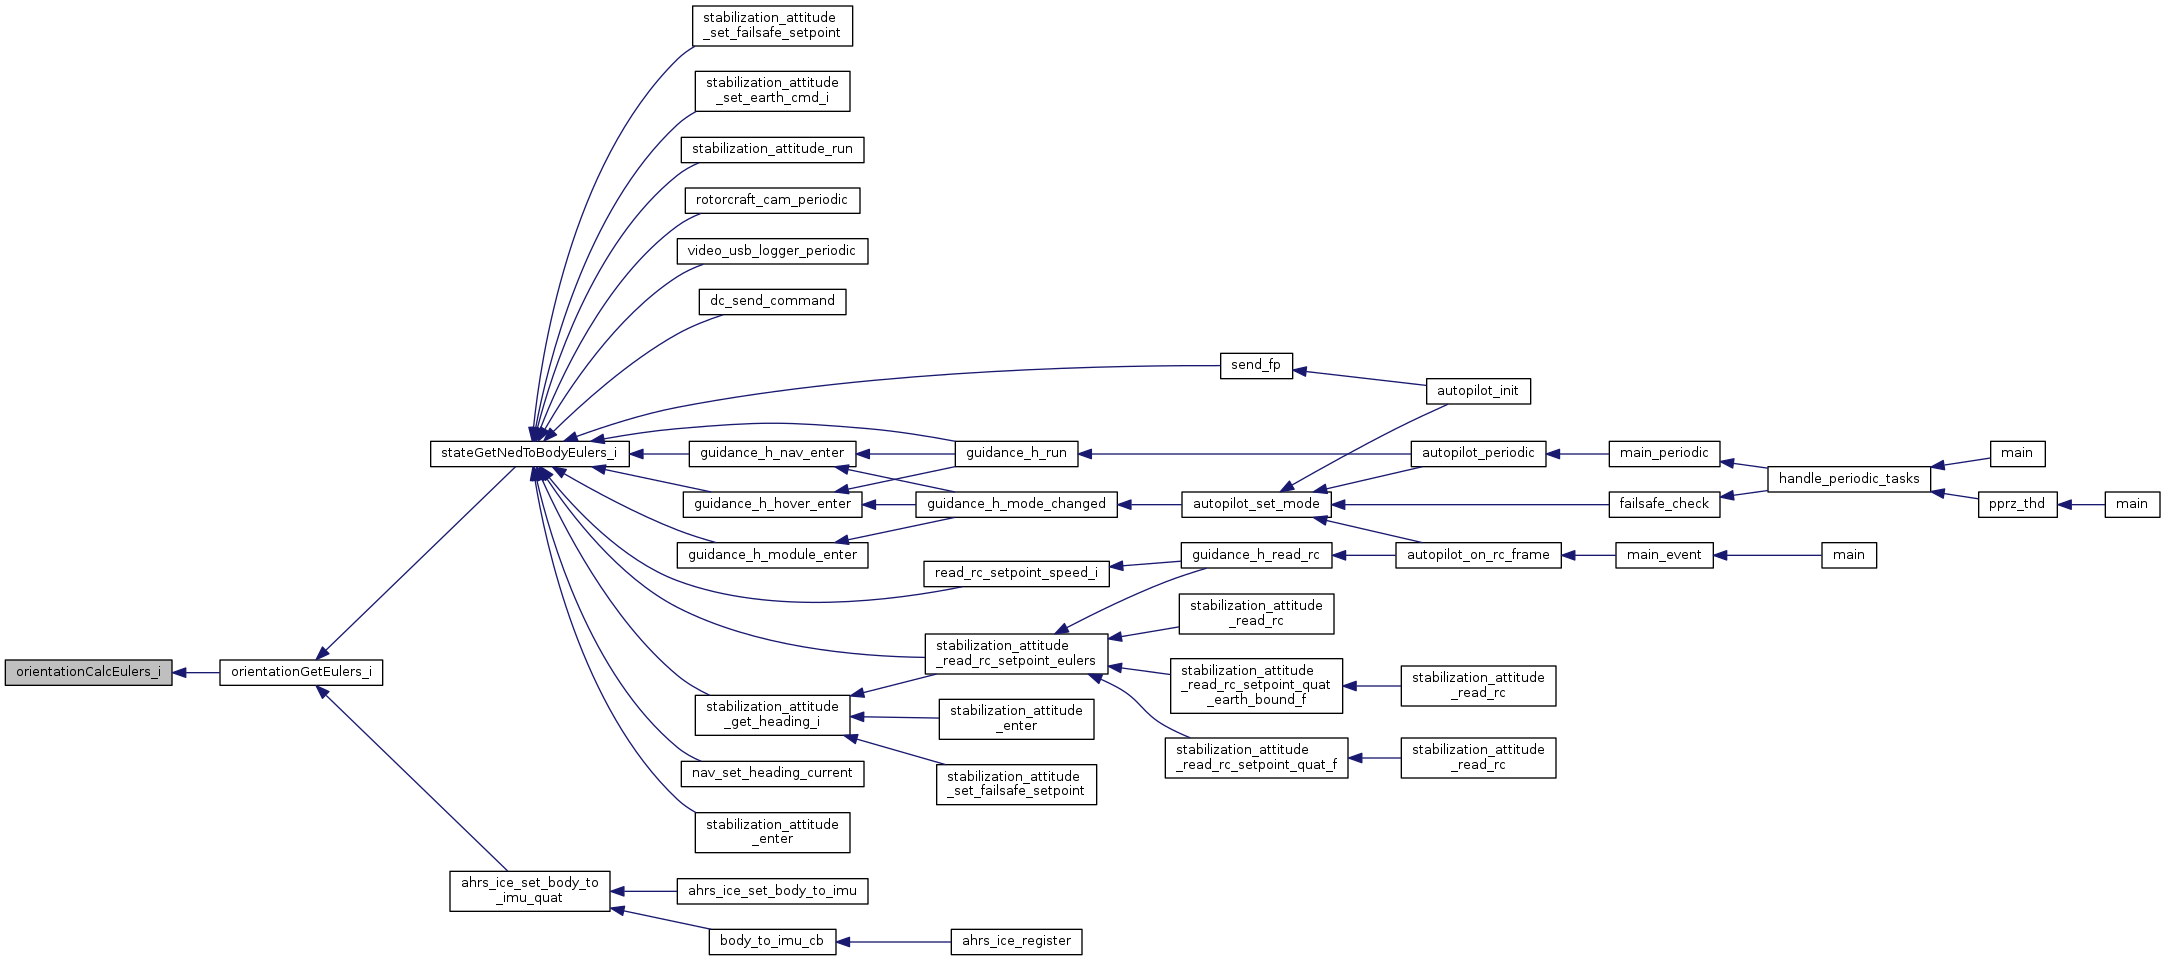 stabilization_attitude
_set_failsafe_setpoint
stabilization_attitude
_set_earth_cmd_i
stabilization_attitude_run
rotorcraft_cam_periodic
video_usb_logger_periodic
dc_send_command
send_fp
autopilot_init
stateGetNedToBodyEulers_i
guidance_h_nav_enter
guidance_h_run
autopilot_periodic
main_periodic
main
handle_periodic_tasks
guidance_h_hover_enter
guidance_h_mode_changed
autopilot_set_mode
failsafe_check
pprz_thd
main
guidance_h_module_enter
guidance_h_read_rc
autopilot_on_rc_frame
main_event
main
read_rc_setpoint_speed_i
stabilization_attitude
_read_rc
stabilization_attitude
_read_rc_setpoint_eulers
orientationCalcEulers_i
orientationGetEulers_i
stabilization_attitude
_read_rc_setpoint_quat
_earth_bound_f
stabilization_attitude
_read_rc
stabilization_attitude
_get_heading_i
stabilization_attitude
_enter
stabilization_attitude
_read_rc_setpoint_quat_f
stabilization_attitude
_read_rc
nav_set_heading_current
stabilization_attitude
_set_failsafe_setpoint
stabilization_attitude
_enter
ahrs_ice_set_body_to
_imu_quat
ahrs_ice_set_body_to_imu
body_to_imu_cb
ahrs_ice_register